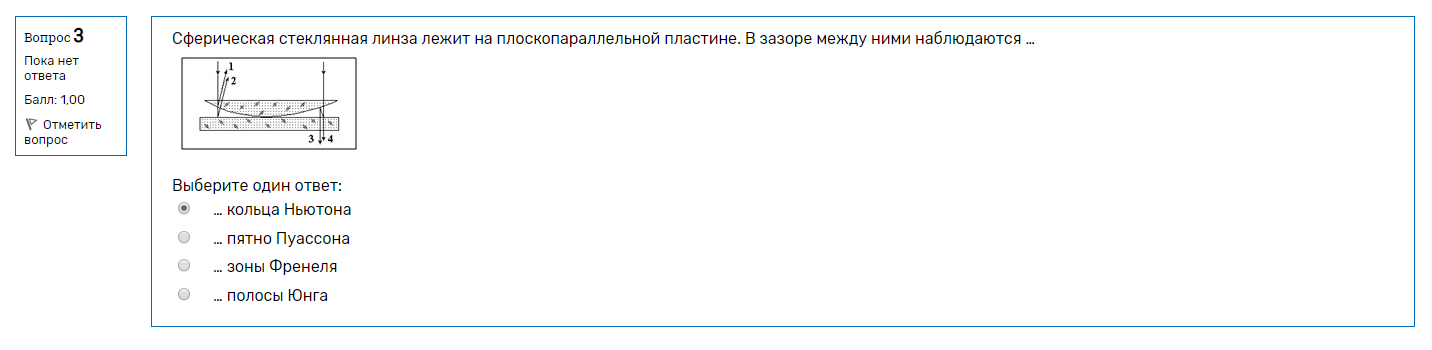 Вопрос 3
Пока нет
ответа
Балл: 1,00
Отметить
вопрос
Сферическая стеклянная линза лежит на плоскопараллельной пластине. В зазоре между ними наблюдаются ...
1
2
3 4
Выберите один ответ:
... кольца Ньютона
... пятно Пуассона
... зоны Френеля
... полосы Юнга